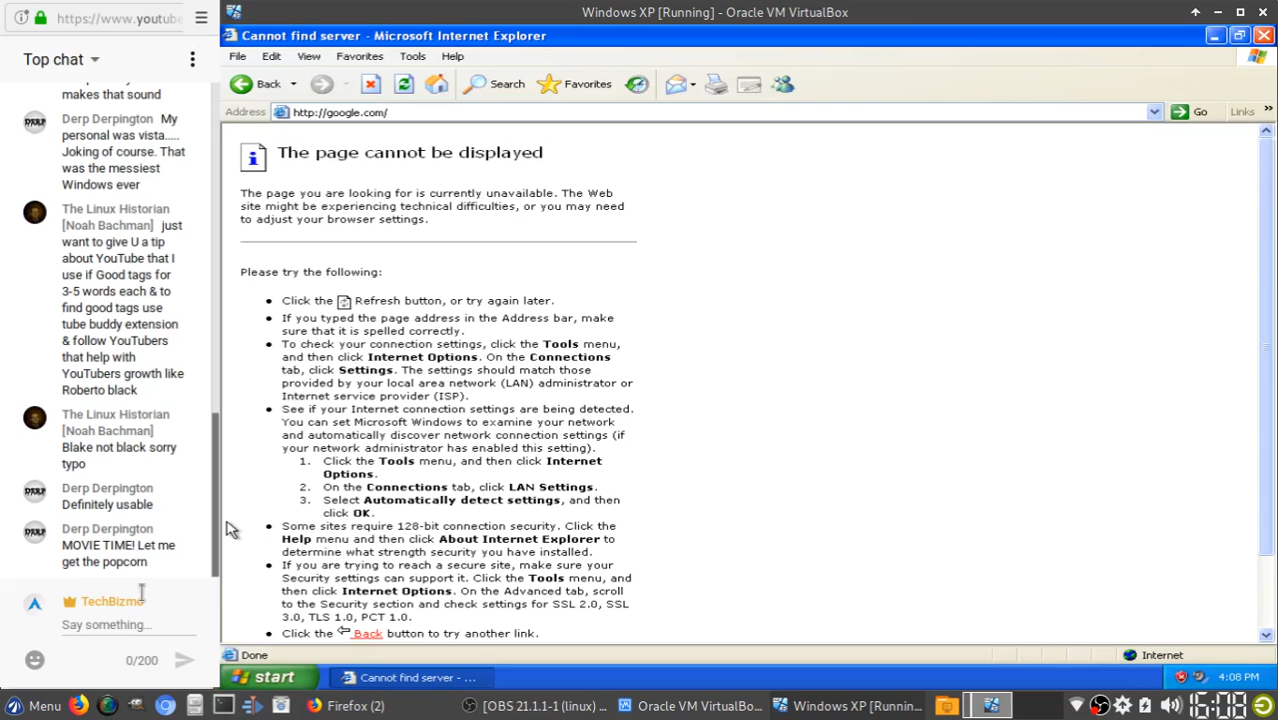 https://www.youtube
Top chat
makes that sound
Derp Derpington My
personal was vista.....
Joking of course. That
was the messiest
Windows ever
The Linux Historian
[Noah Bachman] just
want to give U a tip
about YouTube that I
use if Good tags for
3-5 words each & to
find good tags use
tube buddy extension
& follow YouTubers
that help with
YouTubers growth like
Roberto black
The Linux Historian
[Noah Bachman]
Blake not black sorry
typo
Derp Derpington
Definitely usable
Derp Derpington
MOVIE TIME! Let me
get the popcorn
TechBizmo
Say something...
0/200
Windows XP [Running] - Oracle VM VirtualBox
Cannot find server - Microsoft Internet Explorer
File Edit View Favorites Tools Help
Back Search Favorites
Address http://google.com/ Go Links »
The page cannot be displayed
The page you are looking for is currently unavailable. The Web
site might be experiencing technical difficulties, or you may need
to adjust your browser settings.
Please try the following:
• Click the Refresh button, or try again later.
• If you typed the page address in the Address bar, make
sure that it is spelled correctly.
• To check your connection settings, click the Tools menu,
and then click Internet Options. On the Connections
tab, click Settings. The settings should match those
provided by your local area network (LAN) administrator or
Internet service provider (ISP).
• See if your Internet connection settings are being detected.
You can set Microsoft Windows to examine your network
and automatically discover network connection settings (if
your network administrator has enabled this setting).
1. Click the Tools menu, and then click Internet
Options.
2. On the Connections tab, click LAN Settings.
3. Select Automatically detect settings, and then
click OK.
• Some sites require 128-bit connection security. Click the
Help menu and then click About Internet Explorer to
determine what strength security you have installed.
• If you are trying to reach a secure site, make sure your
Security settings can support it. Click the Tools menu, and
then click Internet Options. On the Advanced tab, scroll
to the Security section and check settings for SSL 2.0, SSL
3.0, TLS 1.0, PCT 1.0.
• Click the Back button to try another link.
Done Internet
start Cannot find server - ... 4:08 PM
Menu Firefox (2) [OBS 21.1.1-1 (linux) ... Oracle VM VirtualB... Windows XP [Runnin... 16:08